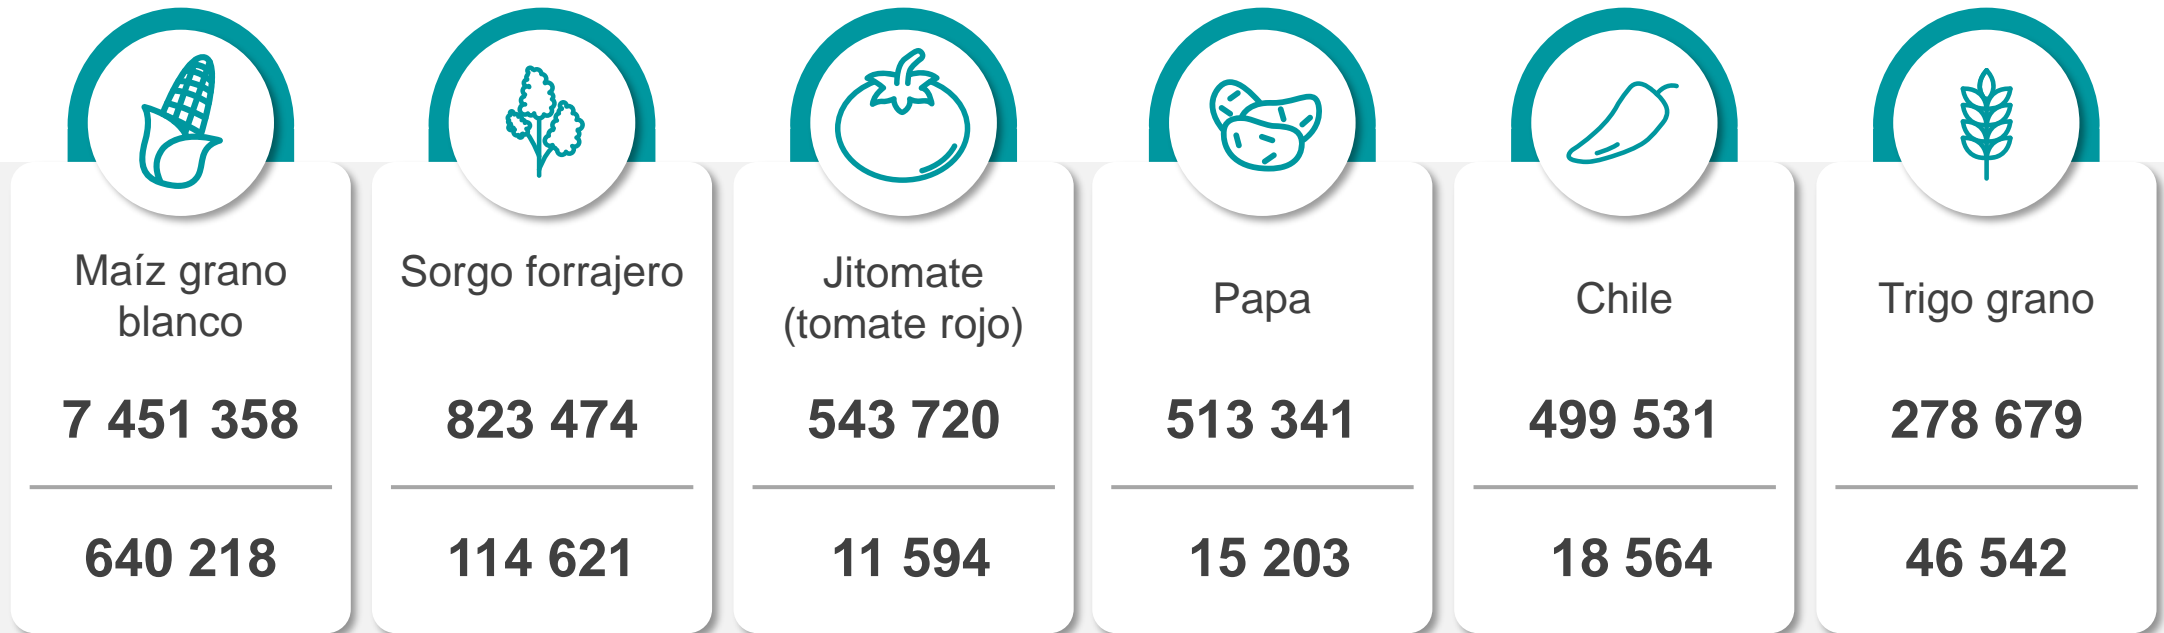 Maíz grano
blanco
7 451 358
640 218
Sorgo forrajero
823 474
114 621
Jitomate
(tomate rojo)
543 720
11 594
Papa
513 341
15 203
Chile
499 531
18 564
Trigo grano
278 679
46 542